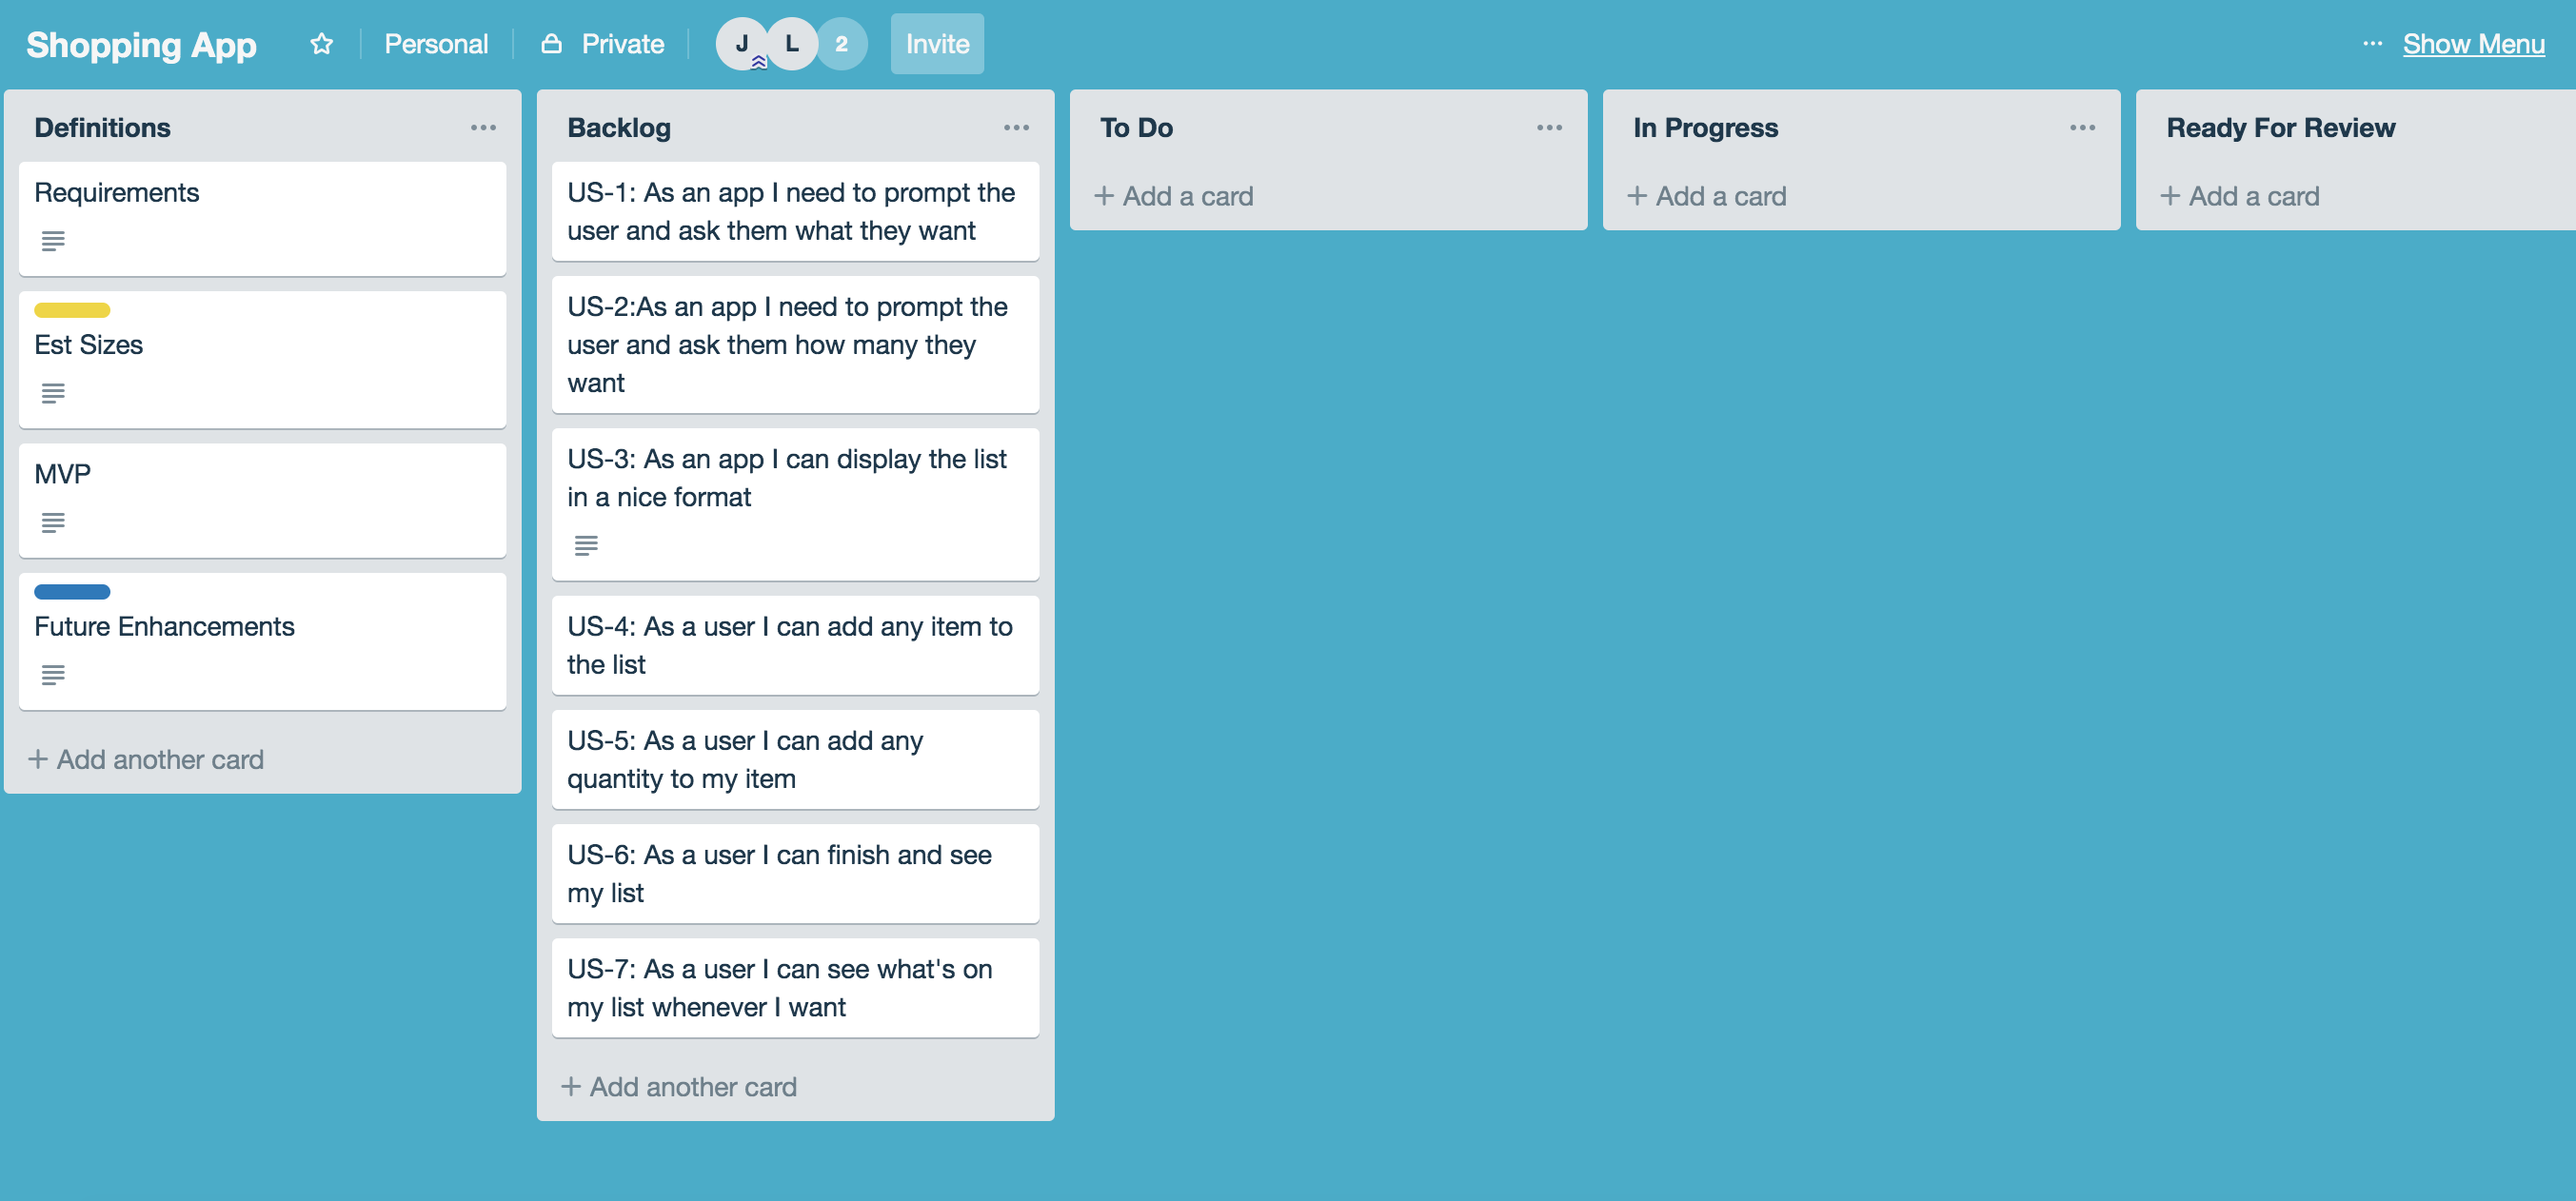 Shopping App
Personal
Private
J
L
2
Invite
Show Menu
Definitions
Requirements
Est Sizes
MVP
Future Enhancements
+ Add another card
Backlog
US-1: As an app I need to prompt the
user and ask them what they want
US-2:As an app I need to prompt the
user and ask them how many they
want
US-3: As an app I can display the list
in a nice format
US-4: As a user I can add any item to
the list
US-5: As a user I can add any
quantity to my item
US-6: As a user I can finish and see
my list
US-7: As a user I can see what's on
my list whenever I want
+ Add another card
To Do
+ Add a card
In Progress
+ Add a card
Ready For Review
+ Add a card